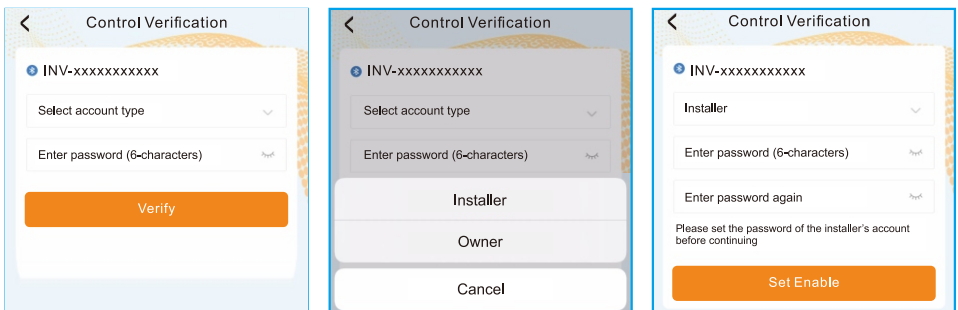 Control Verification
INV-xxxxxxxxxxx
Select account type
Enter password (6-characters)
Verify
Control Verification
INV-xxxxxxxxxxx
Select account type
Enter password (6-characters)
Installer
Owner
Cancel
Control Verification
INV-xxxxxxxxxxx
Installer
Enter password (6-characters)
Enter password again
Please set the password of the installer's account
before continuing
Set Enable